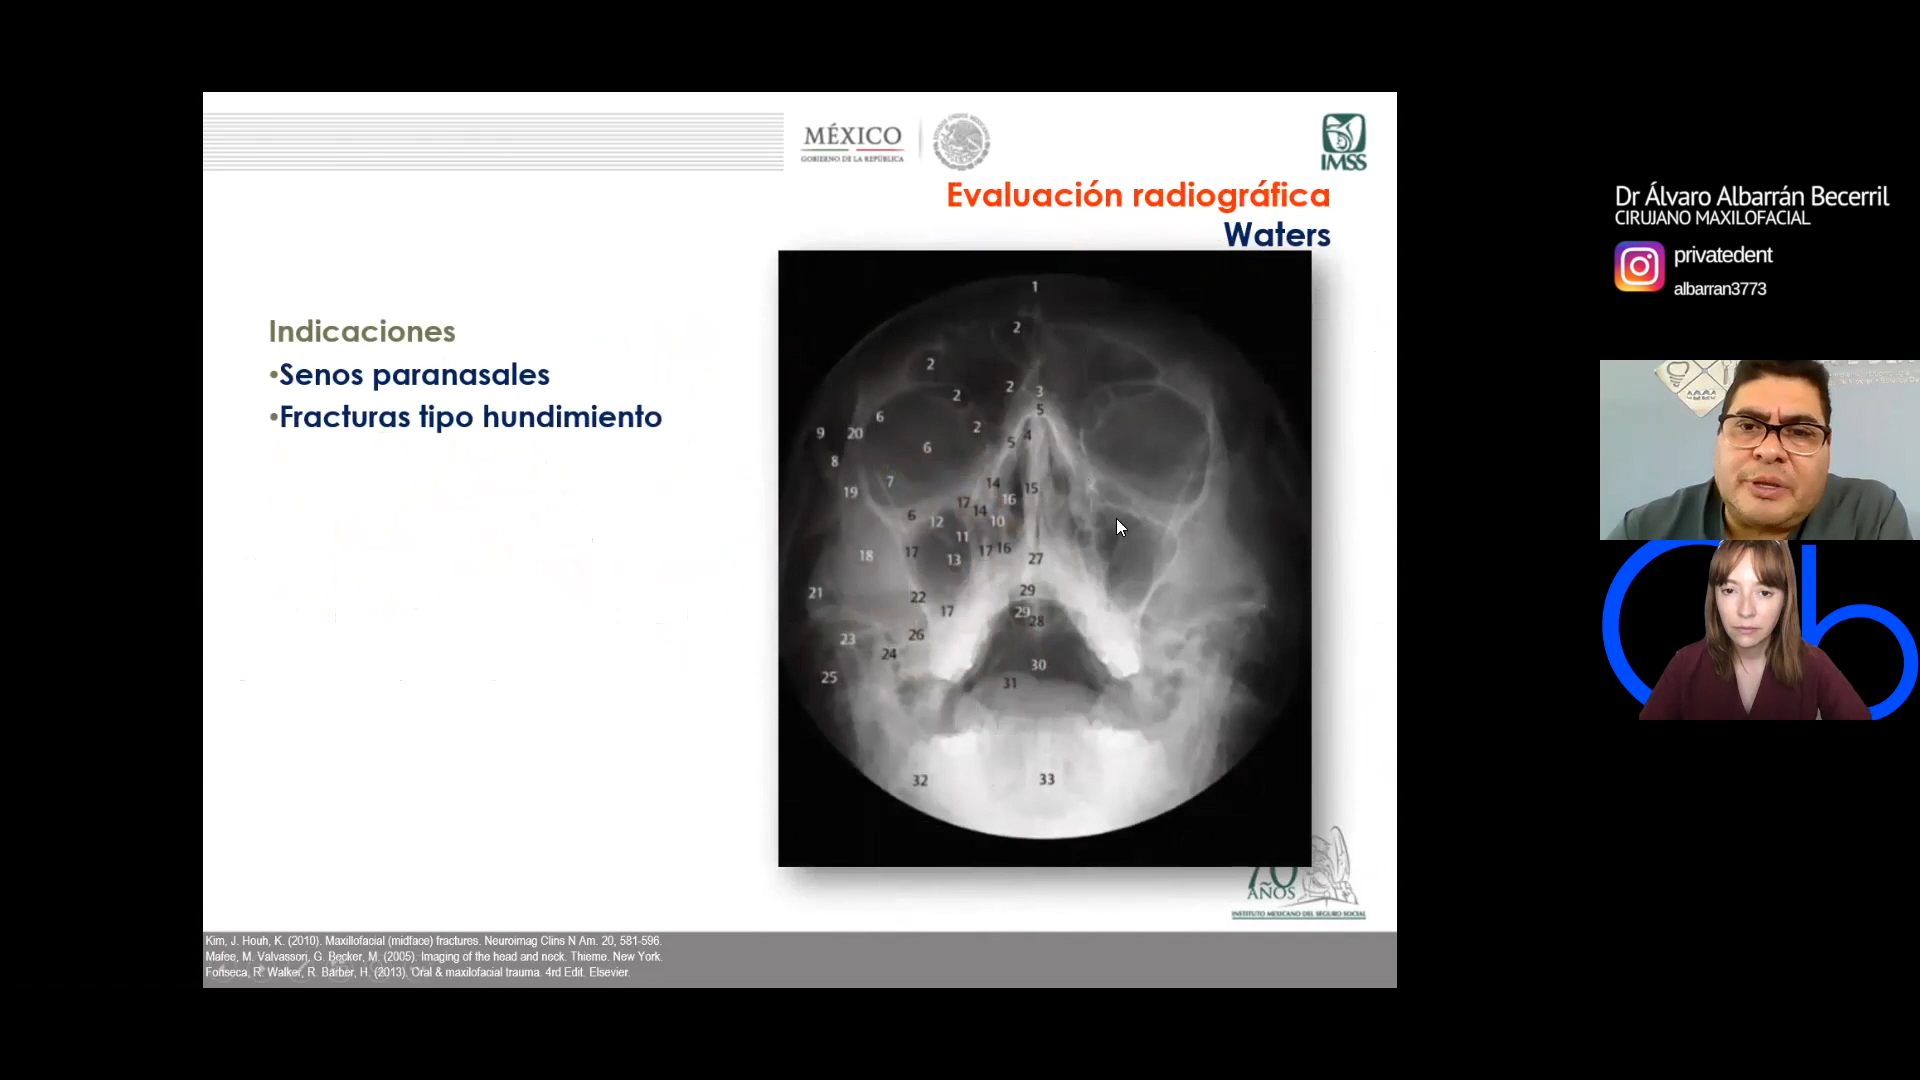 MÉXICO
GOBIERNO DE LA REPÚBLICA
IMSS
Evaluación radiográfica
Waters
Indicaciones
•Senos paranasales
•Fracturas tipo hundimiento
1
2
2
2
2
3
5
6
2
4
9
20
5
6
8
7
14
15
19
17
16
14
6
12
10
11
18
17
13
17
16
27
21
22
29
17
29
28
23
26
24
30
25
31
32
33
70
AÑOS
INSTITUTO MEXICANO DEL SEGURO SOCIAL
Kim, J. Houh, K. (2010). Maxillofacial (midface) fractures. Neuroimag Clins N Am. 20, 581-596.
Mafee, M. Valvassori, G. Becker, M. (2005). Imaging of the head and neck. Thieme. New York.
Fonseca, R. Walker, R. Barber, H. (2013). Oral & maxilofacial trauma. 4rd Edit. Elsevier.
Dr Álvaro Albarrán Becerril
CIRUJANO MAXILOFACIAL
privatedent
albarran3773